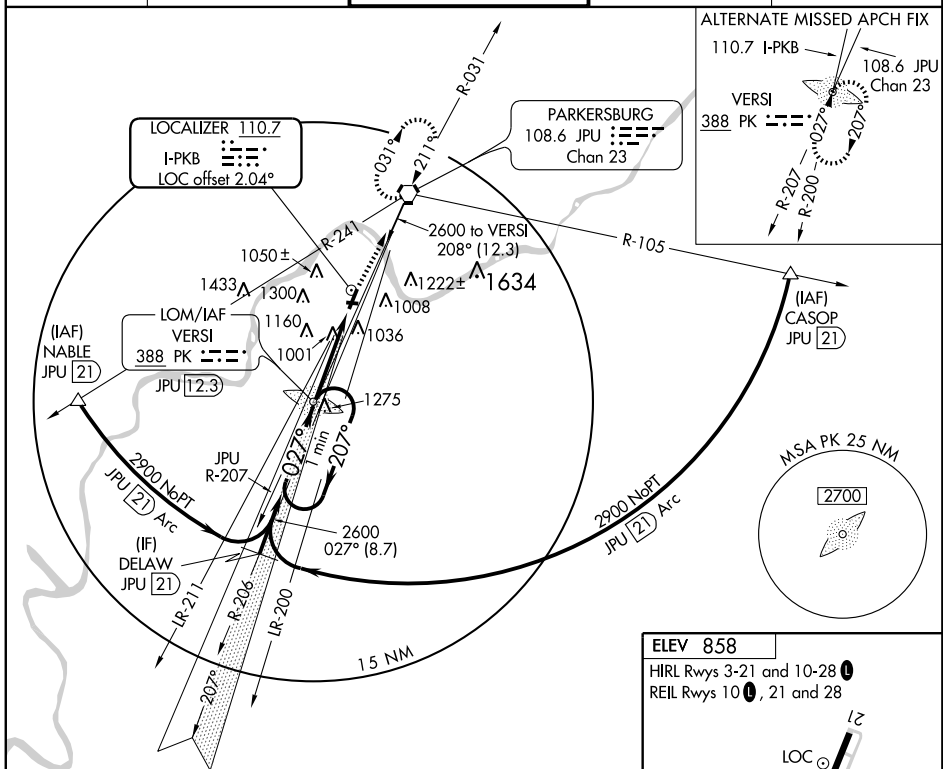 ALTERNATE MISSED APCH FIX
110.7 I-PKB
108.6 JPU
Chan 23
VERSI
388 PK
027°
207°
R-207
R-200
R-031
LOCALIZER 110.7
I-PKB
LOC offset 2.04°
PARKERSBURG
108.6 JPU
Chan 23
031°
211°
R-241
2600 to VERSI
208° (12.3)
R-105
1050 ±
1433
1300
1222±
1634
1008
1160
1001
1036
(IAF)
CASOP
JPU 21
LOM/IAF
VERSI
388 PK
JPU 12.3
(IAF)
NABLE
JPU 21
1275
JPU
R-207
027°
1 min
207°
2900 NoPT
JPU 21 Arc
2900 NoPT
JPU 21 Arc
MSA PK 25 NM
2700
2600
027° (8.7)
(IF)
DELAW
JPU 21
LR-211
R-206
LR-200
207°
15 NM
ELEV 858
HIRL Rwys 3-21 and 10-28 L
REIL Rwys 10 L, 21 and 28
21
LOC